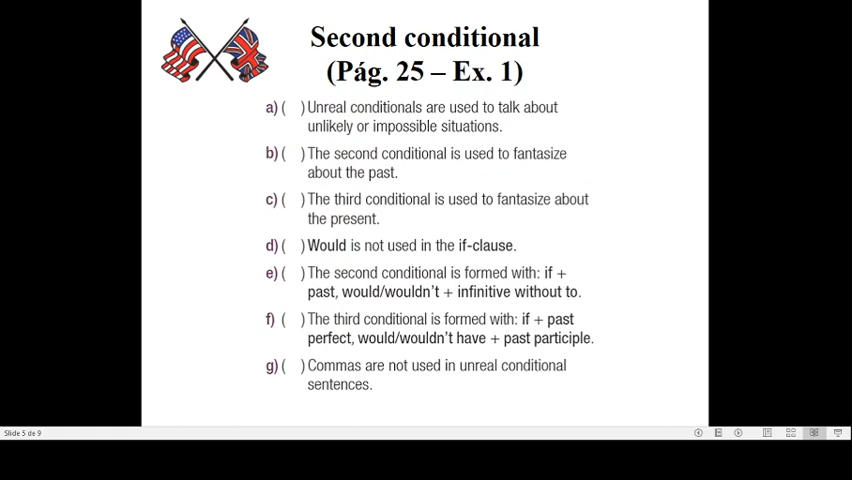 Second conditional
(Pág. 25 – Ex. 1)
a) ( ) Unreal conditionals are used to talk about
unlikely or impossible situations.
b) ( ) The second conditional is used to fantasize
about the past.
c) ( ) The third conditional is used to fantasize about
the present.
d) ( ) Would is not used in the if-clause.
e) ( ) The second conditional is formed with: if +
past, would/wouldn't + infinitive without to.
f) ( ) The third conditional is formed with: if + past
perfect, would/wouldn't have + past participle.
g) ( ) Commas are not used in unreal conditional
sentences.
Slide 5 de 9